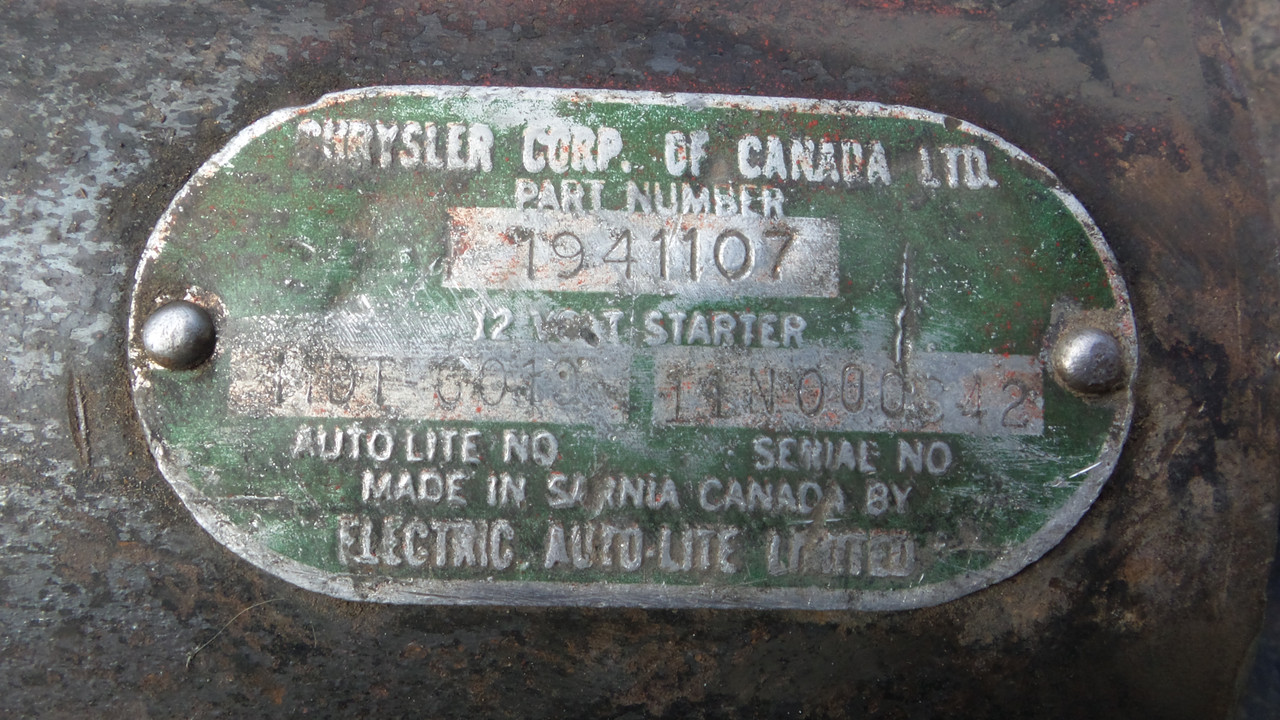 CHRYSLER CORP. OF CANADA LTD.
PART NUMBER
1941107
12 VOLT STARTER
11N000842
AUTO LITE NO SERIAL NO
MADE IN SARNIA CANADA BY
ELECTRIC AUTO-LITE LIMITED